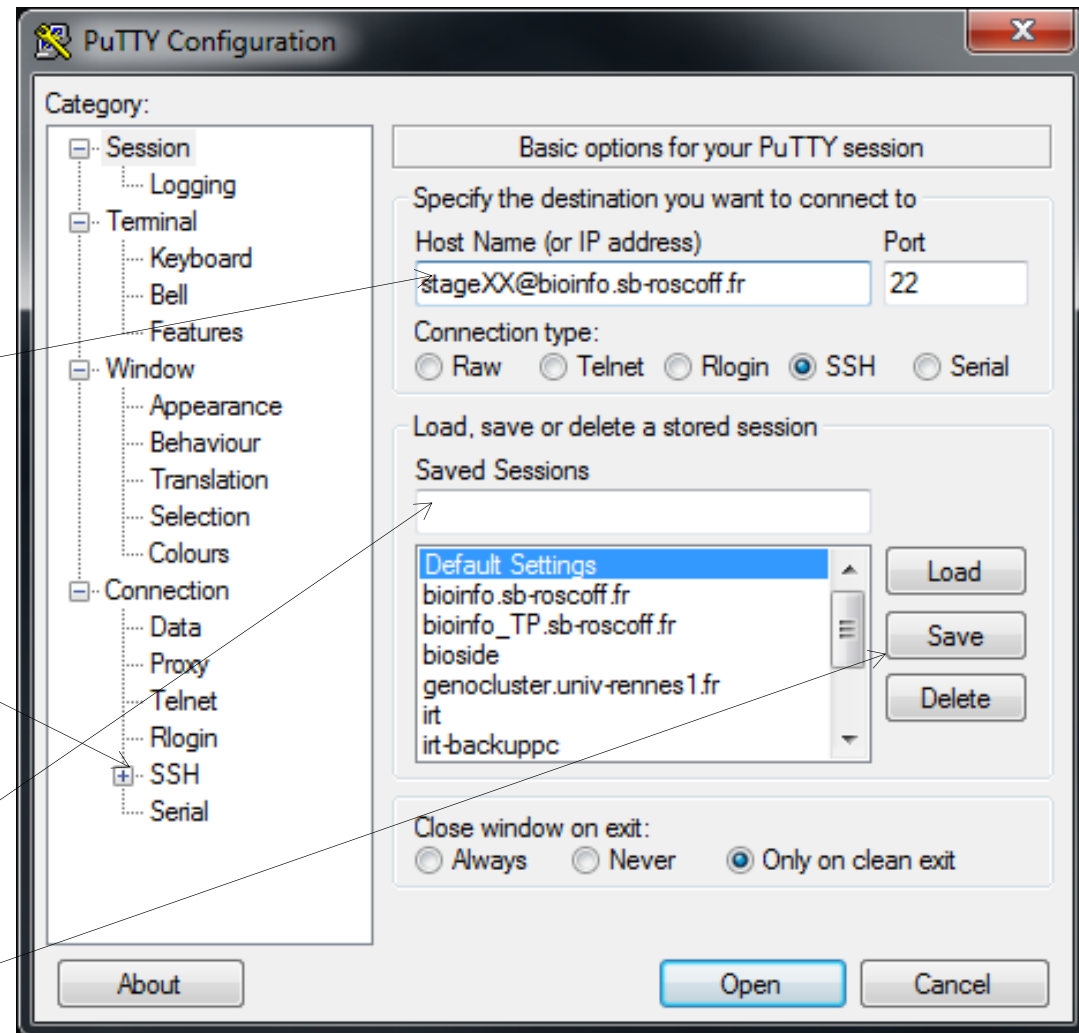 PuTTY Configuration
Category:
Session
Logging
Terminal
Keyboard
Bell
Features
Window
Appearance
Behaviour
Translation
Selection
Colours
Connection
Data
Proxy
Telnet
Rlogin
SSH
Serial
Basic options for your PuTTY session
Specify the destination you want to connect to
Host Name (or IP address) Port
stageXX@bioinfo.sb-roscoff.fr 22
Connection type:
Raw Telnet Rlogin SSH Serial
Load, save or delete a stored session
Saved Sessions
Default Settings
bioinfo.sb-roscoff.fr
bioinfo_TP.sb-roscoff.fr
bioside
genocluster.univ-rennes1.fr
irt
irt-backuppc
Load
Save
Delete
Close window on exit:
Always Never Only on clean exit
About Open Cancel